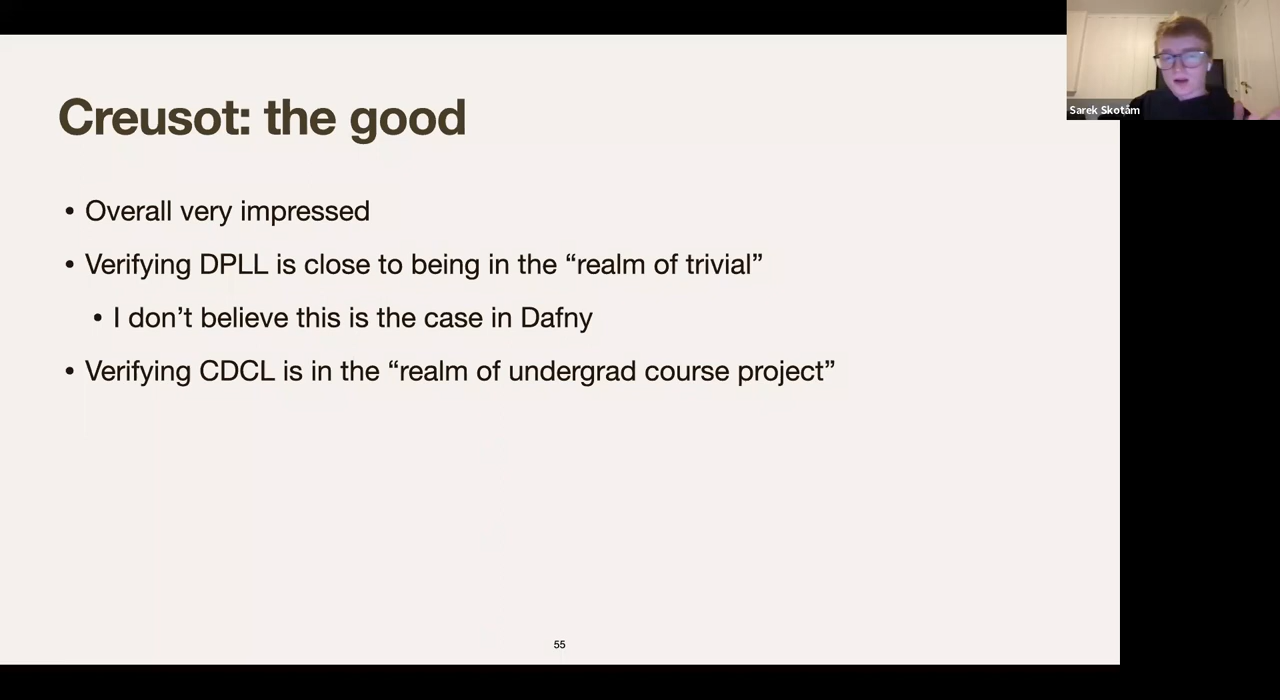 Creusot: the good
Sarek Skotåm
• Overall very impressed
• Verifying DPLL is close to being in the “realm of trivial”
• I don’t believe this is the case in Dafny
• Verifying CDCL is in the “realm of undergrad course project”
55